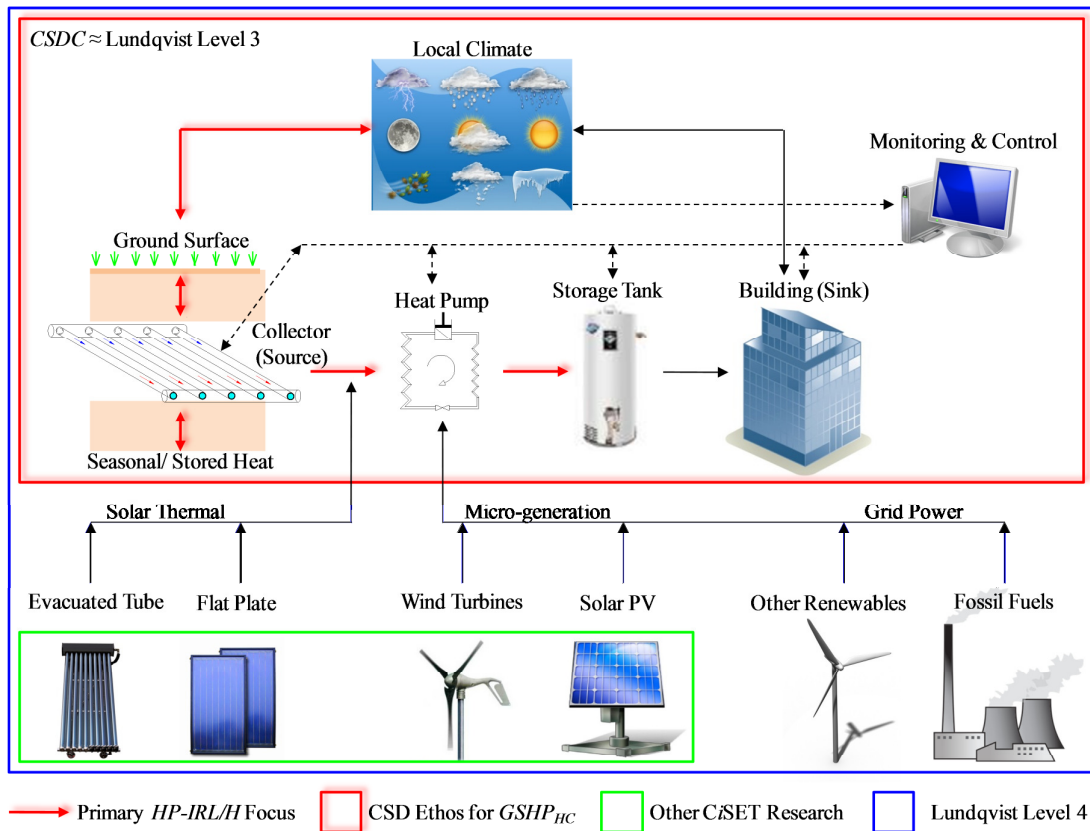 CSDC ≈ Lundqvist Level 3
Local Climate
Monitoring & Control
Ground Surface
Heat Pump
Storage Tank
Building (Sink)
Collector
(Source)
Seasonal/ Stored Heat
Solar Thermal
Micro-generation
Grid Power
Evacuated Tube
Flat Plate
Wind Turbines
Solar PV
Other Renewables
Fossil Fuels
Primary HP-IRL/H Focus
CSD Ethos for GSHP_HC
Other CiSET Research
Lundqvist Level 4